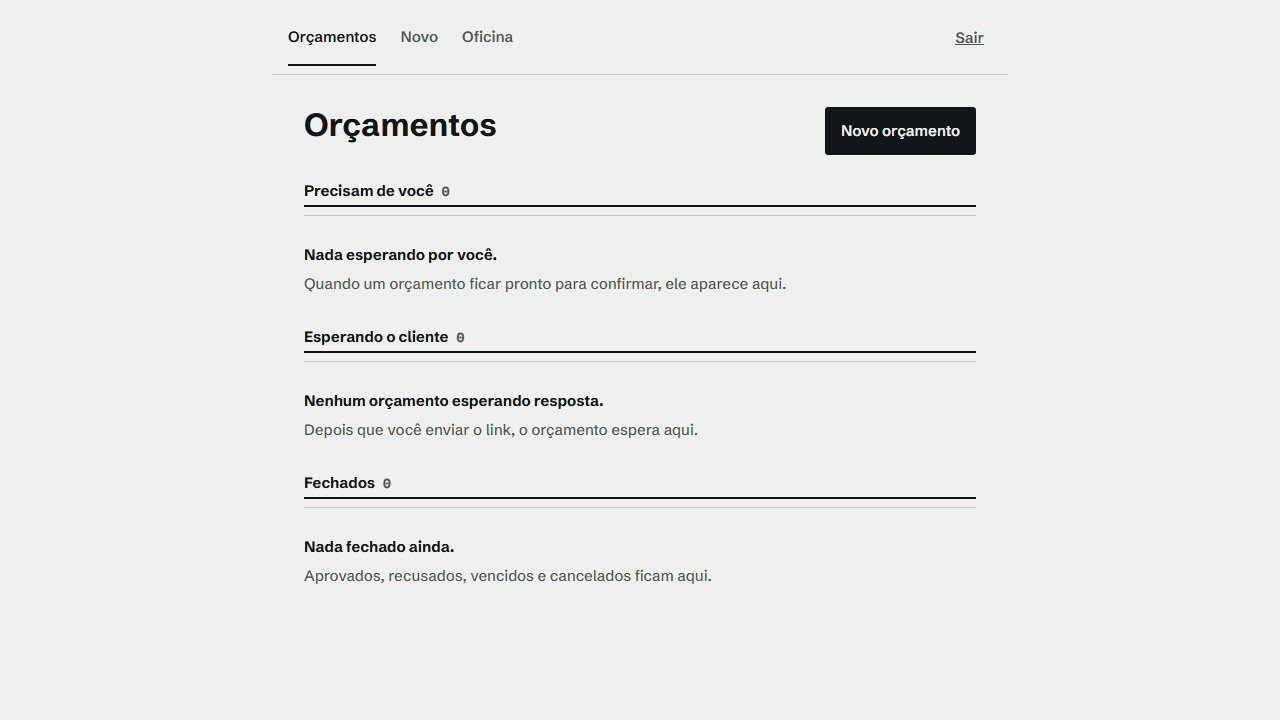 Orçamentos Novo Oficina Sair
Orçamentos
Novo orçamento
Precisam de você 0
Nada esperando por você.
Quando um orçamento ficar pronto para confirmar, ele aparece aqui.
Esperando o cliente 0
Nenhum orçamento esperando resposta.
Depois que você enviar o link, o orçamento espera aqui.
Fechados 0
Nada fechado ainda.
Aprovados, recusados, vencidos e cancelados ficam aqui.